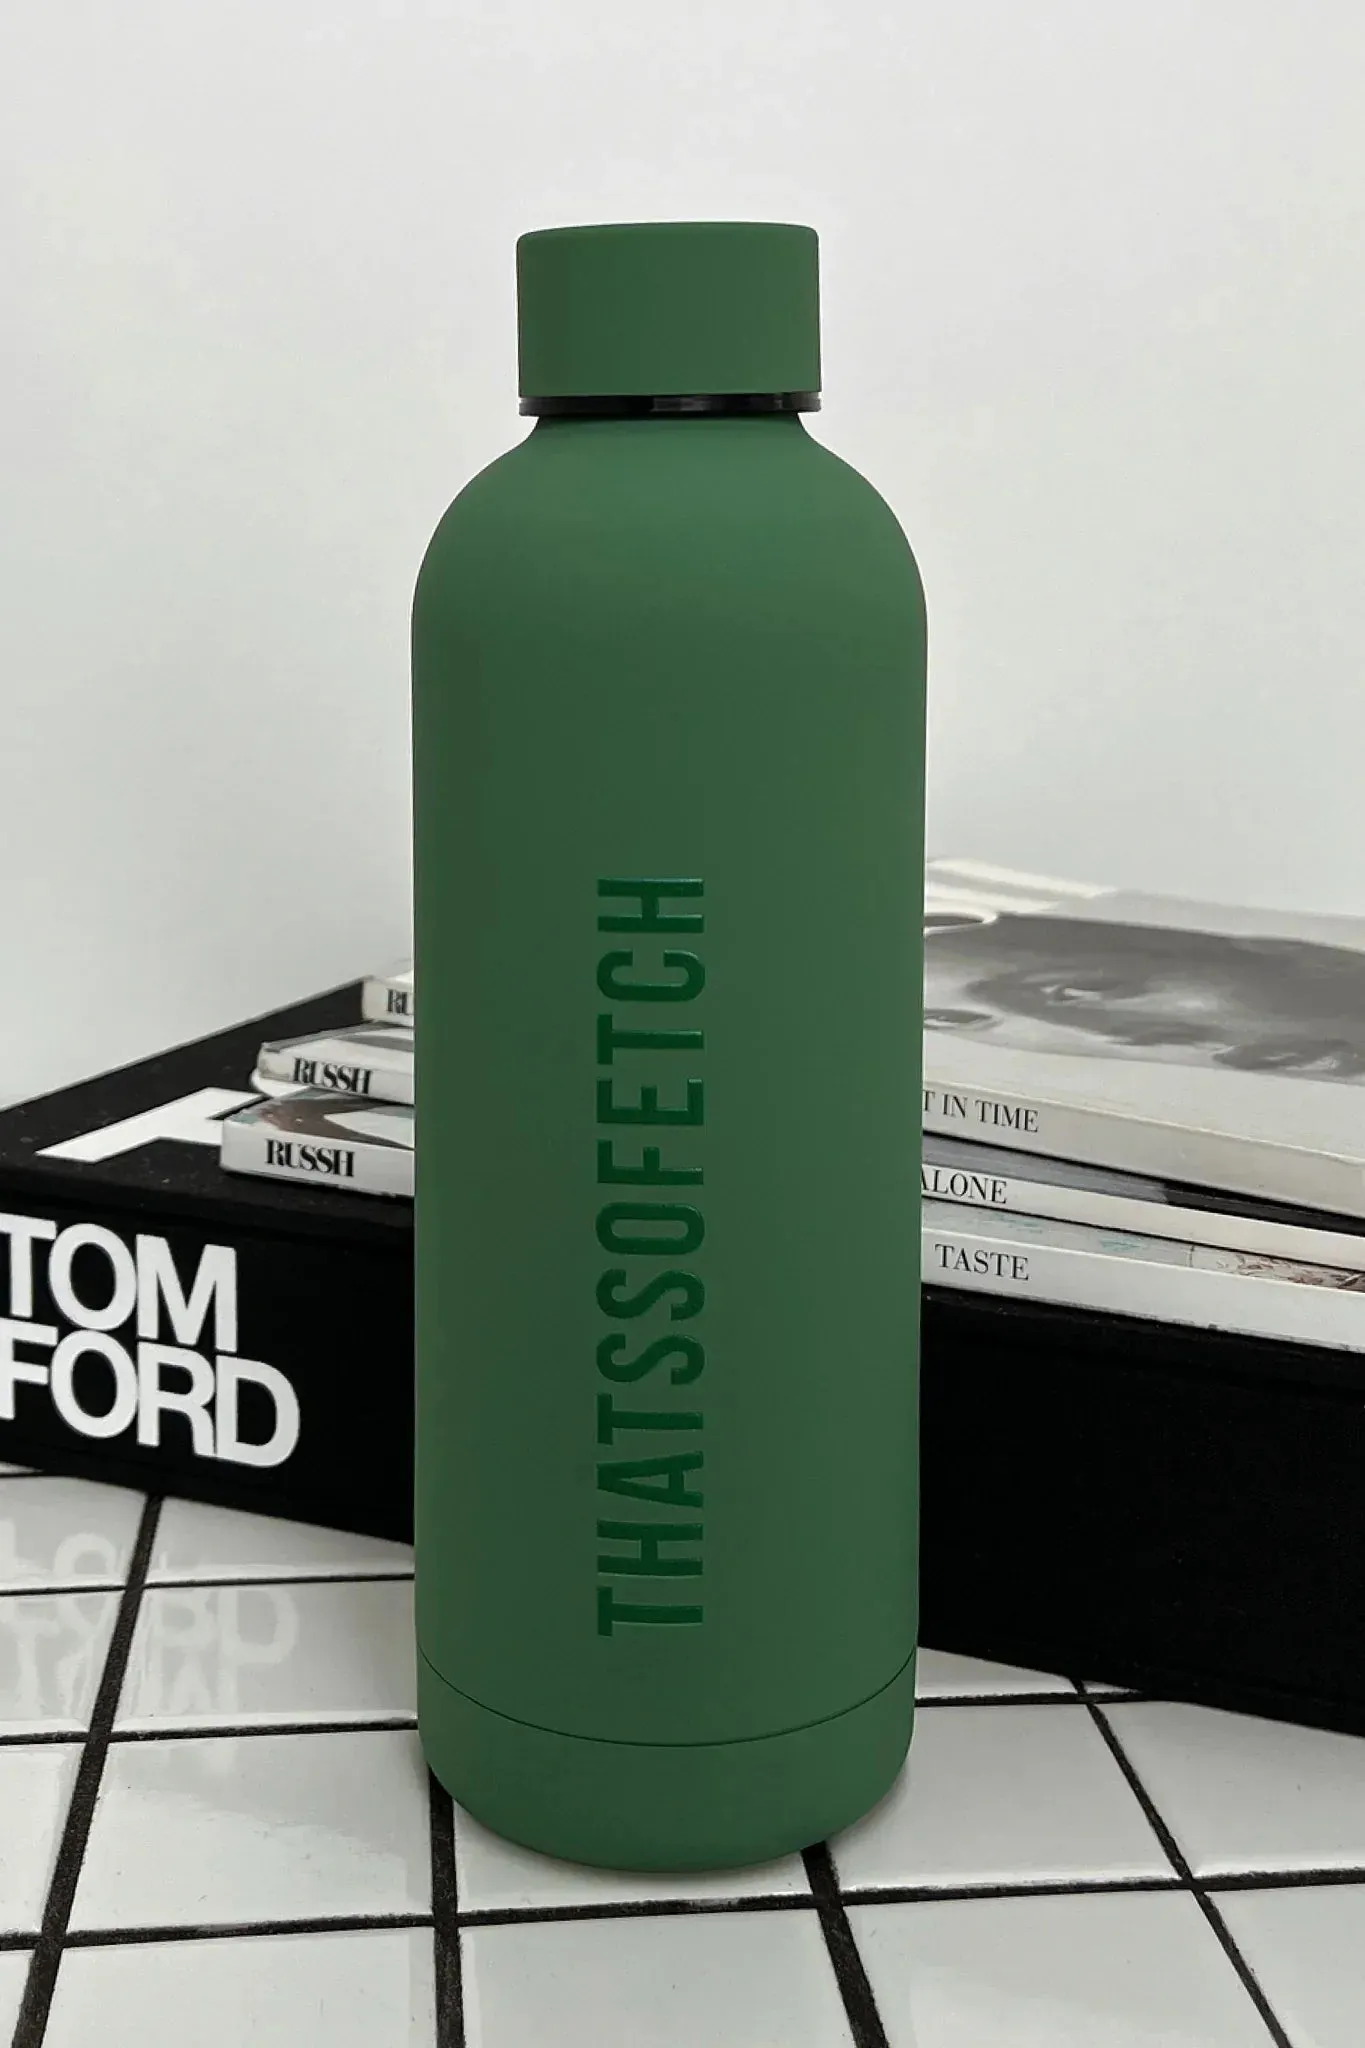 THATSSOFETCH
RUSSH
RUSSH
TOM
FORD
T IN TIME
ALONE
TASTE